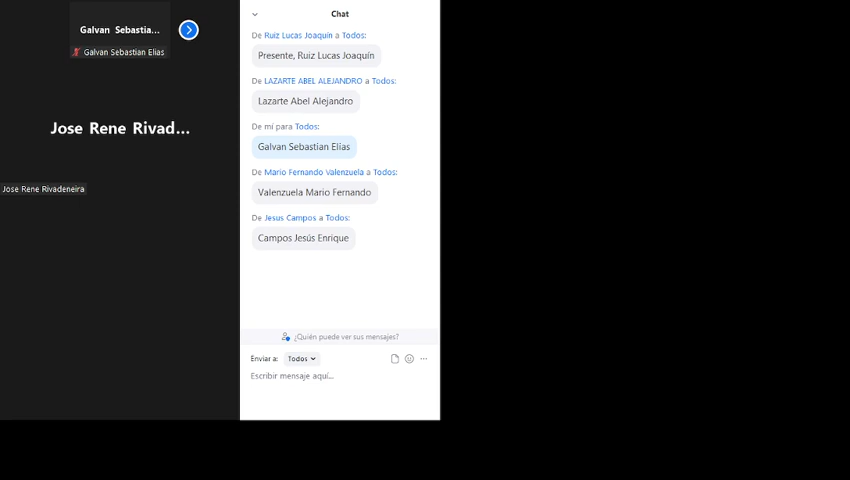 Galvan Sebastia...
Galvan Sebastian Elias
Jose Rene Rivad...
Jose Rene Rivadeneira
Chat
De Ruiz Lucas Joaquín a Todos:
Presente, Ruiz Lucas Joaquín
De LAZARTE ABEL ALEJANDRO a Todos:
Lazarte Abel Alejandro
De mí para Todos:
Galvan Sebastian Elias
De Mario Fernando Valenzuela a Todos:
Valenzuela Mario Fernando
De Jesus Campos a Todos:
Campos Jesús Enrique
¿Quién puede ver sus mensajes?
Enviar a: Todos
Escribir mensaje aquí...